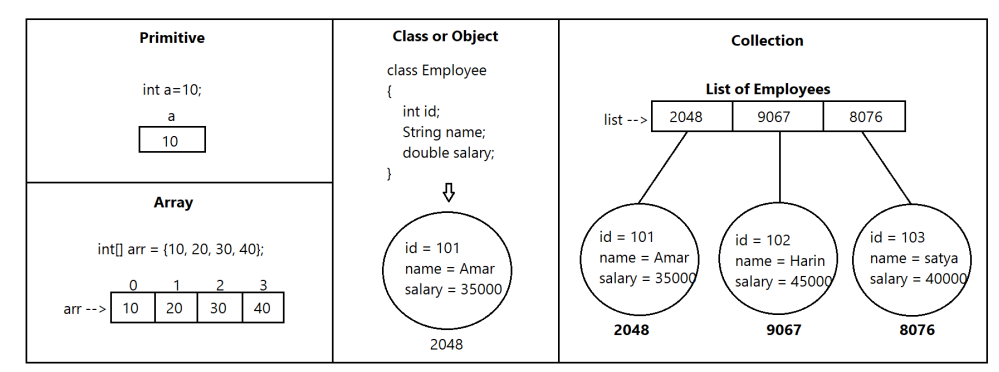 Primitive
int a=10;
a
10
Array
int[] arr = {10, 20, 30, 40};
0 1 2 3
arr --> 10 20 30 40
Class or Object
class Employee
{
int id;
String name;
double salary;
}
id = 101
name = Amar
salary = 35000
2048
Collection
List of Employees
list --> 2048 9067 8076
id = 101
name = Amar
salary = 35000
2048
id = 102
name = Harin
salary = 45000
9067
id = 103
name = satya
salary = 40000
8076